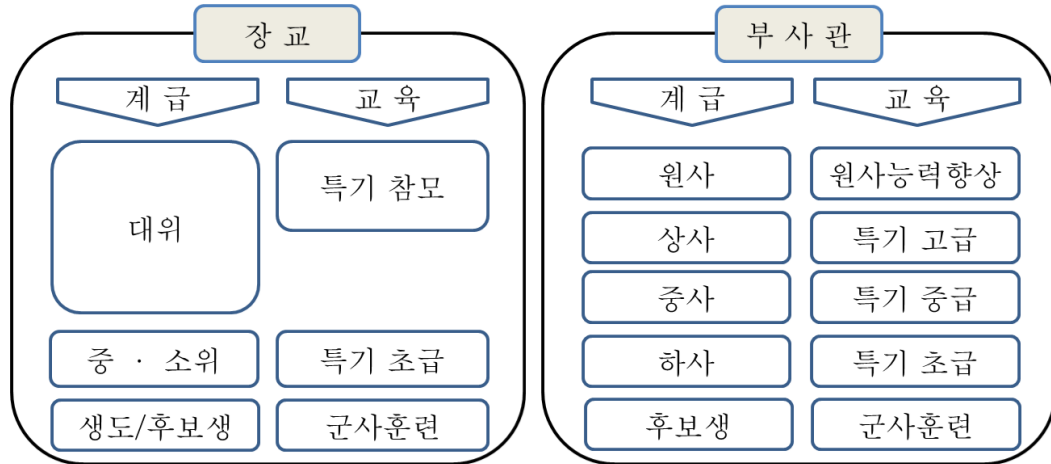 장 교
계 급
교 육
대위
특기 참모
중 · 소위
특기 초급
생도/후보생
군사훈련
부 사 관
계 급
교 육
원사
원사능력향상
상사
특기 고급
중사
특기 중급
하사
특기 초급
후보생
군사훈련